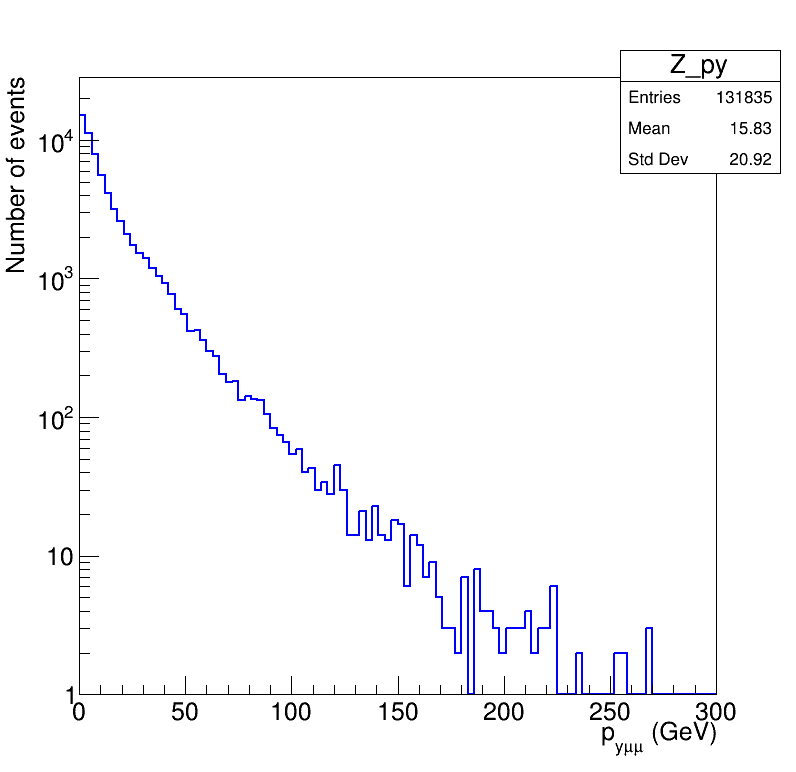 Z_py
Entries 131835
Mean 15.83
Std Dev 20.92
Number of events
10⁴
10³
10²
10
1
0 50 100 150 200 250 300
p_yμμ (GeV)